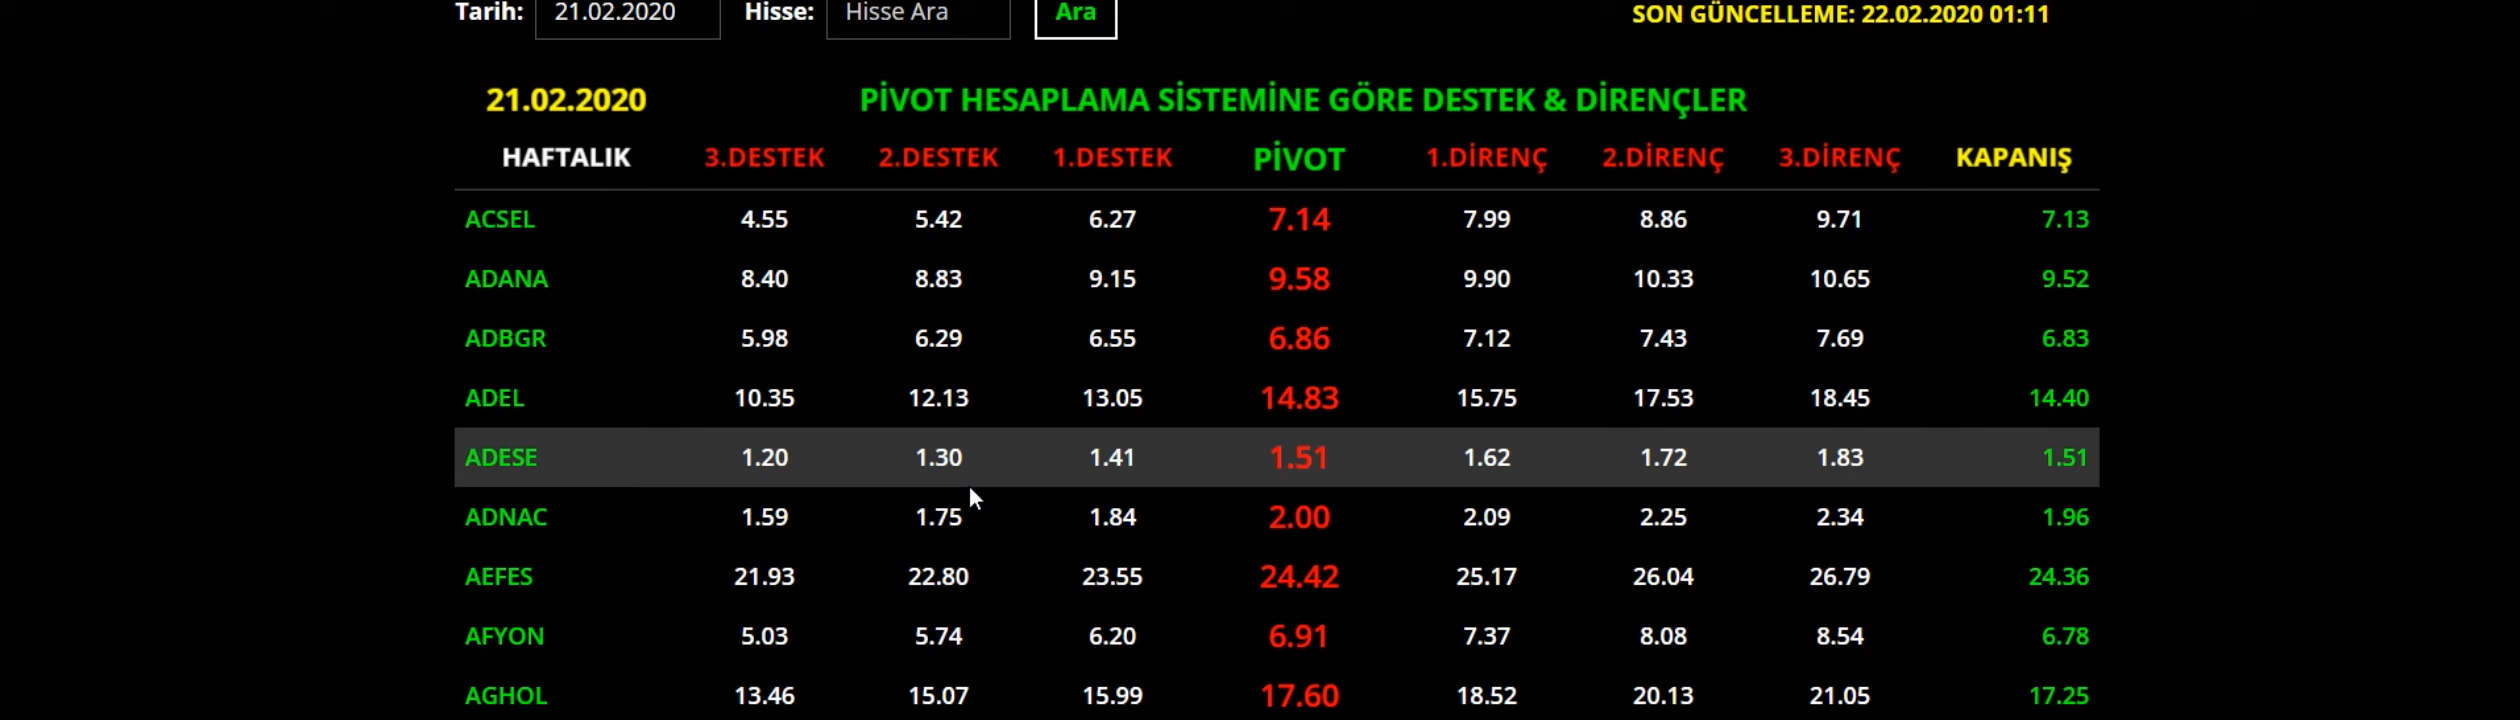 Tarih: 21.02.2020 Hisse: Hisse Ara Ara SON GÜNCELLEME: 22.02.2020 01:11
21.02.2020 PİVOT HESAPLAMA SİSTEMİNE GÖRE DESTEK & DİRENÇLER
HAFTALIK 3.DESTEK 2.DESTEK 1.DESTEK PİVOT 1.DİRENÇ 2.DİRENÇ 3.DİRENÇ KAPANIŞ
ACSEL 4.55 5.42 6.27 7.14 7.99 8.86 9.71 7.13
ADANA 8.40 8.83 9.15 9.58 9.90 10.33 10.65 9.52
ADBGR 5.98 6.29 6.55 6.86 7.12 7.43 7.69 6.83
ADEL 10.35 12.13 13.05 14.83 15.75 17.53 18.45 14.40
ADESE 1.20 1.30 1.41 1.51 1.62 1.72 1.83 1.51
ADNAC 1.59 1.75 1.84 2.00 2.09 2.25 2.34 1.96
AEFES 21.93 22.80 23.55 24.42 25.17 26.04 26.79 24.36
AFYON 5.03 5.74 6.20 6.91 7.37 8.08 8.54 6.78
AGHOL 13.46 15.07 15.99 17.60 18.52 20.13 21.05 17.25